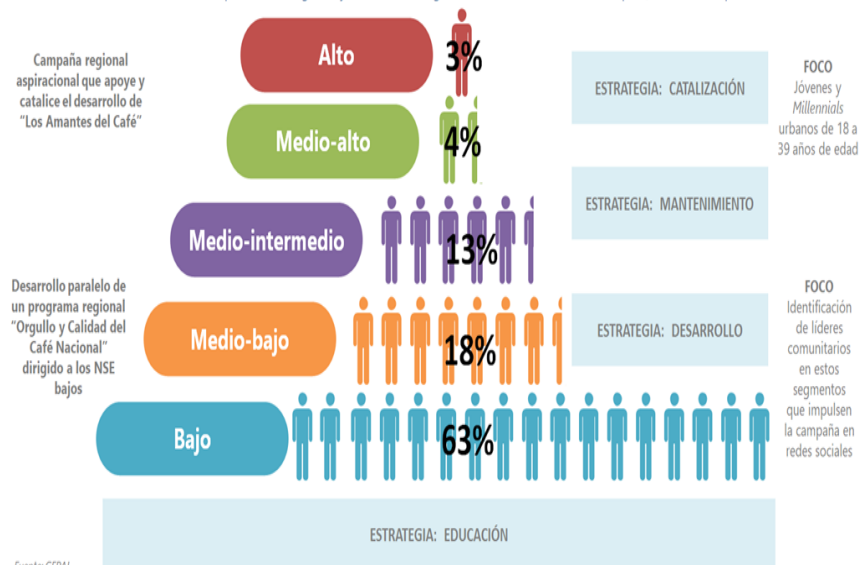 Campaña regional
aspiracional que apoye y
catalice el desarrollo de
“Los Amantes del Café”
Alto
3%
Medio-alto
4%
ESTRATEGIA: CATALIZACIÓN
FOCO
Jóvenes y
Millennials
urbanos de 18 a
39 años de edad
Medio-intermedio
13%
ESTRATEGIA: MANTENIMIENTO
Desarrollo paralelo de
un programa regional
“Orgullo y Calidad del
Café Nacional”
dirigido a los NSE
bajos
Medio-bajo
18%
ESTRATEGIA: DESARROLLO
FOCO
Identificación
de líderes
comunitarios
en estos
segmentos
que impulsen
la campaña en
redes sociales
Bajo
63%
ESTRATEGIA: EDUCACIÓN